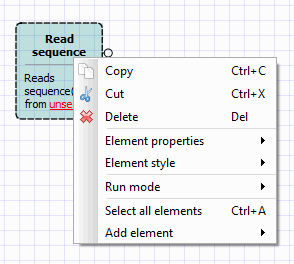 Read
sequence
Reads
sequence(
from unse
Copy Ctrl+C
Cut Ctrl+X
Delete Del
Element properties
Element style
Run mode
Select all elements Ctrl+A
Add element